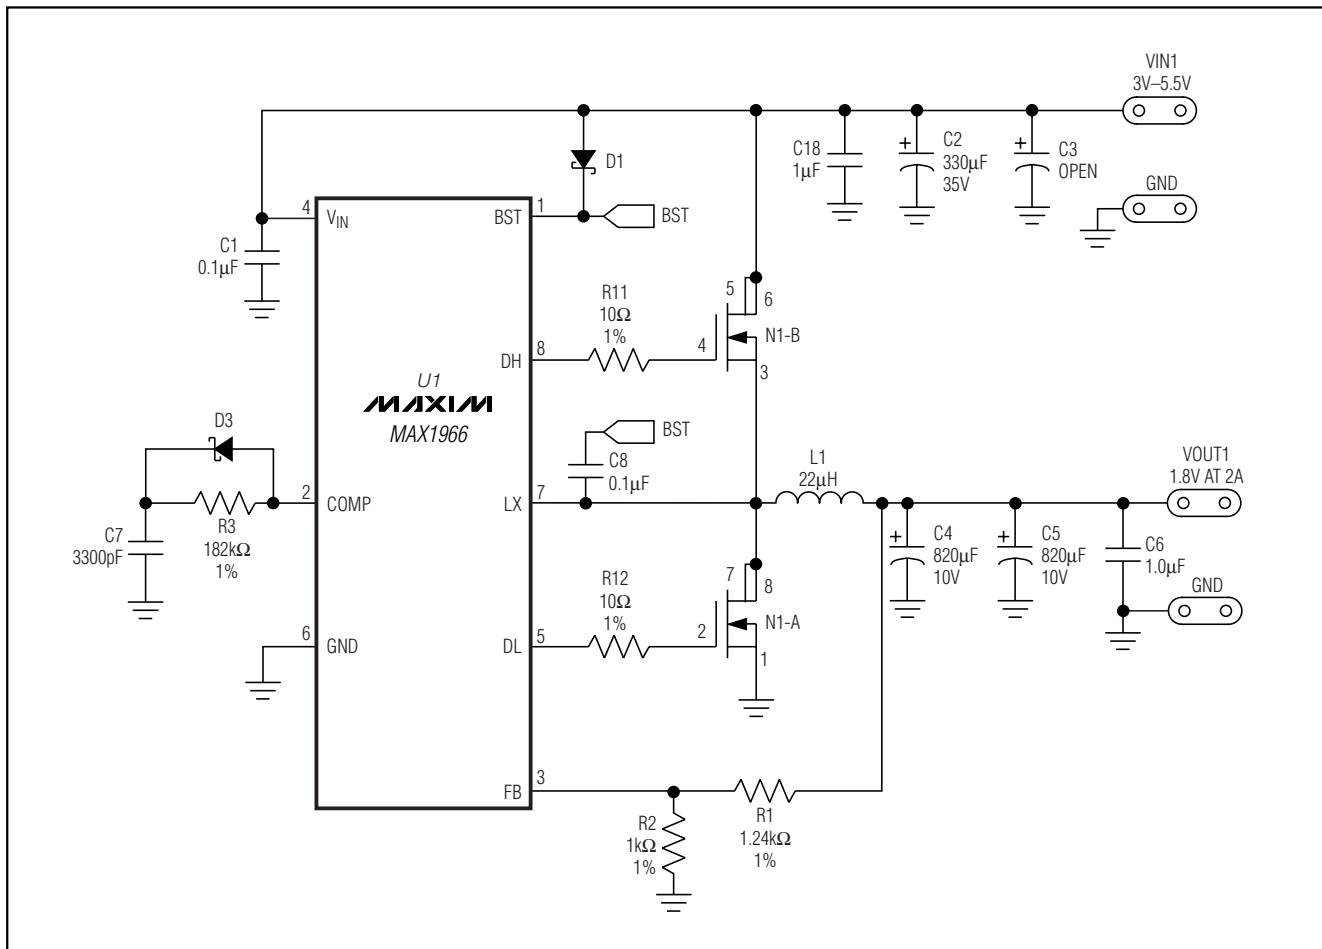 VIN1
3V–5.5V
C18
1µF
+
C2
330µF
35V
+
C3
OPEN
GND
D1
4
VIN
BST
1
BST
C1
0.1µF
R11
10Ω
1%
5
6
4
N1-B
3
DH
8
U1
MAXIM
MAX1966
D3
BST
C8
0.1µF
L1
22µH
VOUT1
1.8V AT 2A
2
COMP
LX
7
R3
182kΩ
1%
C7
3300pF
+
C4
820µF
10V
+
C5
820µF
10V
C6
1.0µF
GND
R12
10Ω
1%
7
8
2
N1-A
1
6
GND
DL
5
FB
3
R2
1kΩ
1%
R1
1.24kΩ
1%